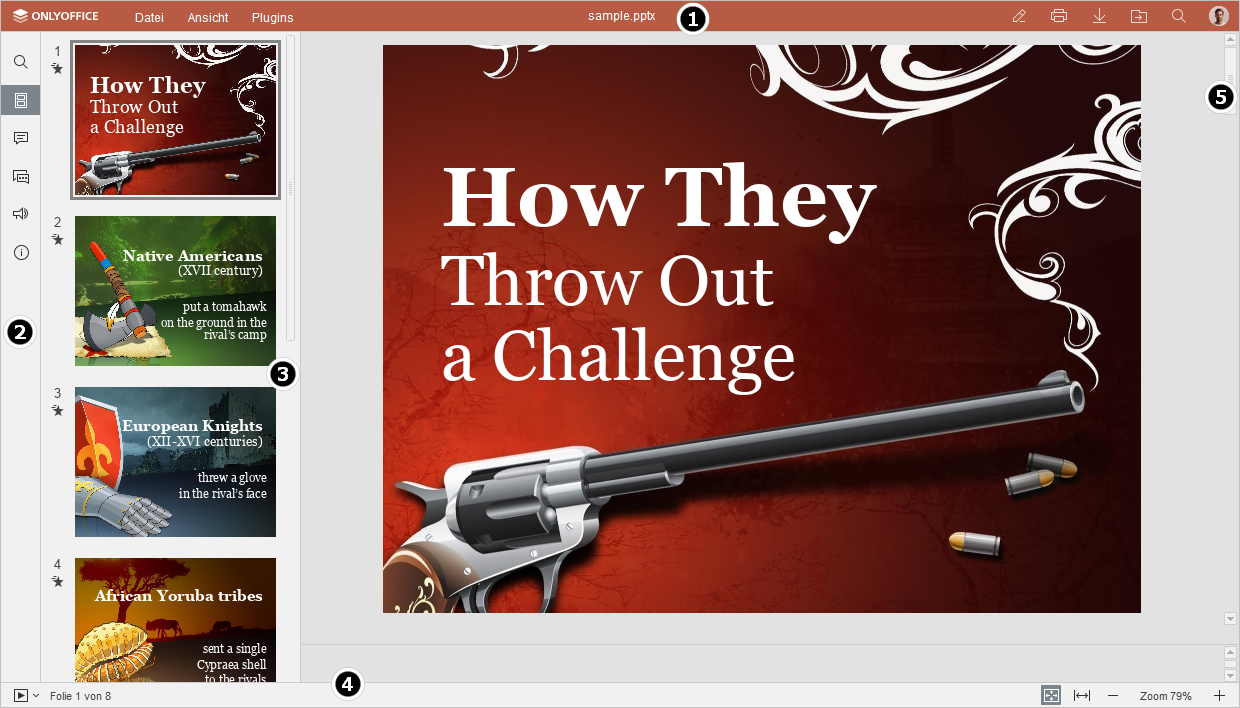 ONLYOFFICE
Datei Ansicht Plugins
sample.pptx
1
1
How They
Throw Out
a Challenge
2
Native Americans
(XVII century)
put a tomahawk
on the ground in the
rival's camp
3
European Knights
(XII-XVI centuries)
threw a glove
in the rival's face
4
African Yoruba tribes
sent a single
Cypraea shell
to the rivals
2
3
How They
Throw Out
a Challenge
5
4
Folie 1 von 8
Zoom 79%